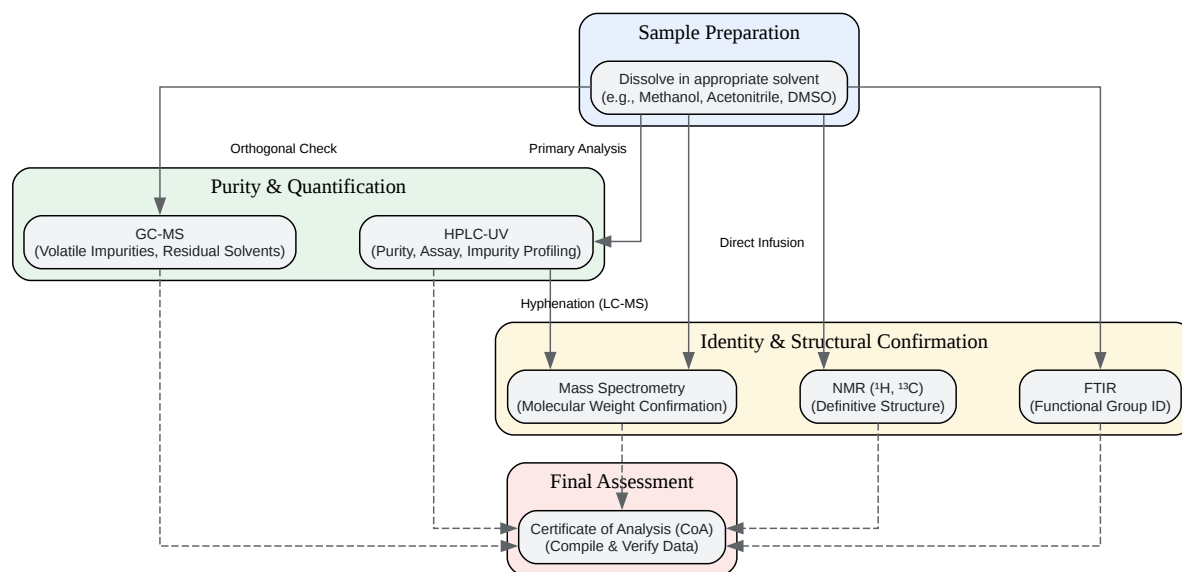 Sample Preparation
Dissolve in appropriate solvent
(e.g., Methanol, Acetonitrile, DMSO)
Orthogonal Check
Primary Analysis
Purity & Quantification
GC-MS
(Volatile Impurities, Residual Solvents)
HPLC-UV
(Purity, Assay, Impurity Profiling)
Direct Infusion
Hyphenation (LC-MS)
Identity & Structural Confirmation
Mass Spectrometry
(Molecular Weight Confirmation)
NMR (¹H, ¹³C)
(Definitive Structure)
FTIR
(Functional Group ID)
Final Assessment
Certificate of Analysis (CoA)
(Compile & Verify Data)